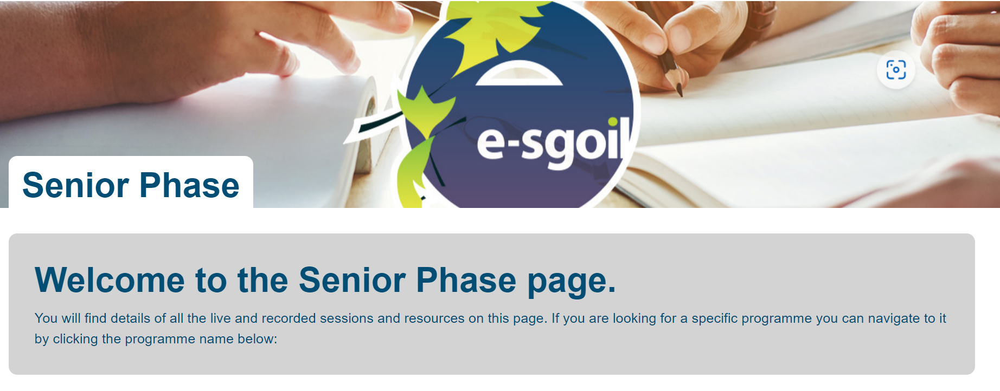 e-sgoil
Senior Phase
Welcome to the Senior Phase page.
You will find details of all the live and recorded sessions and resources on this page. If you are looking for a specific programme you can navigate to it
by clicking the programme name below: